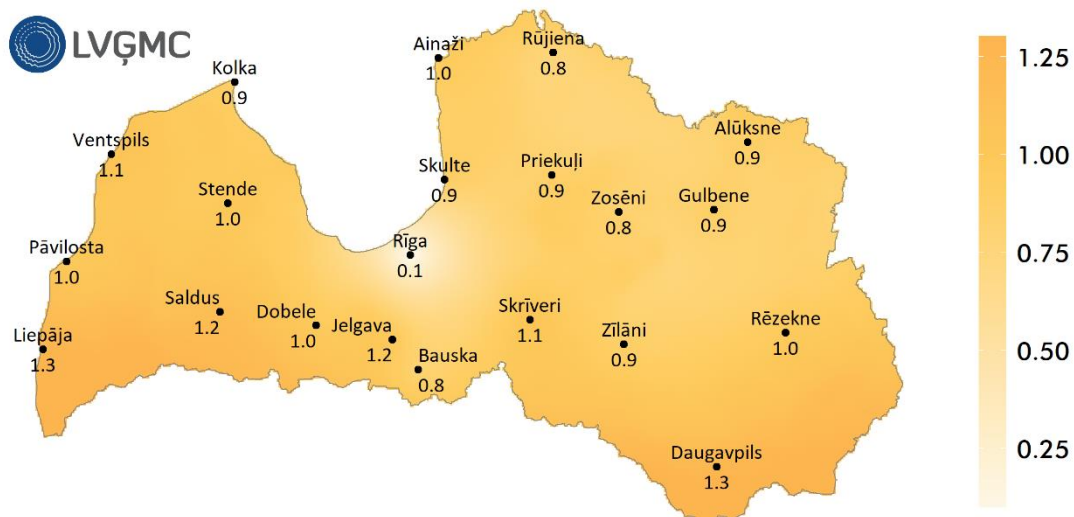 LVĢMC
Ainaži
1.0
Rūjiena
0.8
Kolka
0.9
Ventspils
1.1
Alūksne
0.9
Skulte
0.9
Priekuļi
0.9
Stende
1.0
Zosēni
0.8
Gulbene
0.9
Rīga
0.1
Pāvilosta
1.0
Saldus
1.2
Dobele
1.0
Jelgava
1.2
Skrīveri
1.1
Zīlāni
0.9
Rēzekne
1.0
Liepāja
1.3
Bauska
0.8
Daugavpils
1.3
1.25
1.00
0.75
0.50
0.25